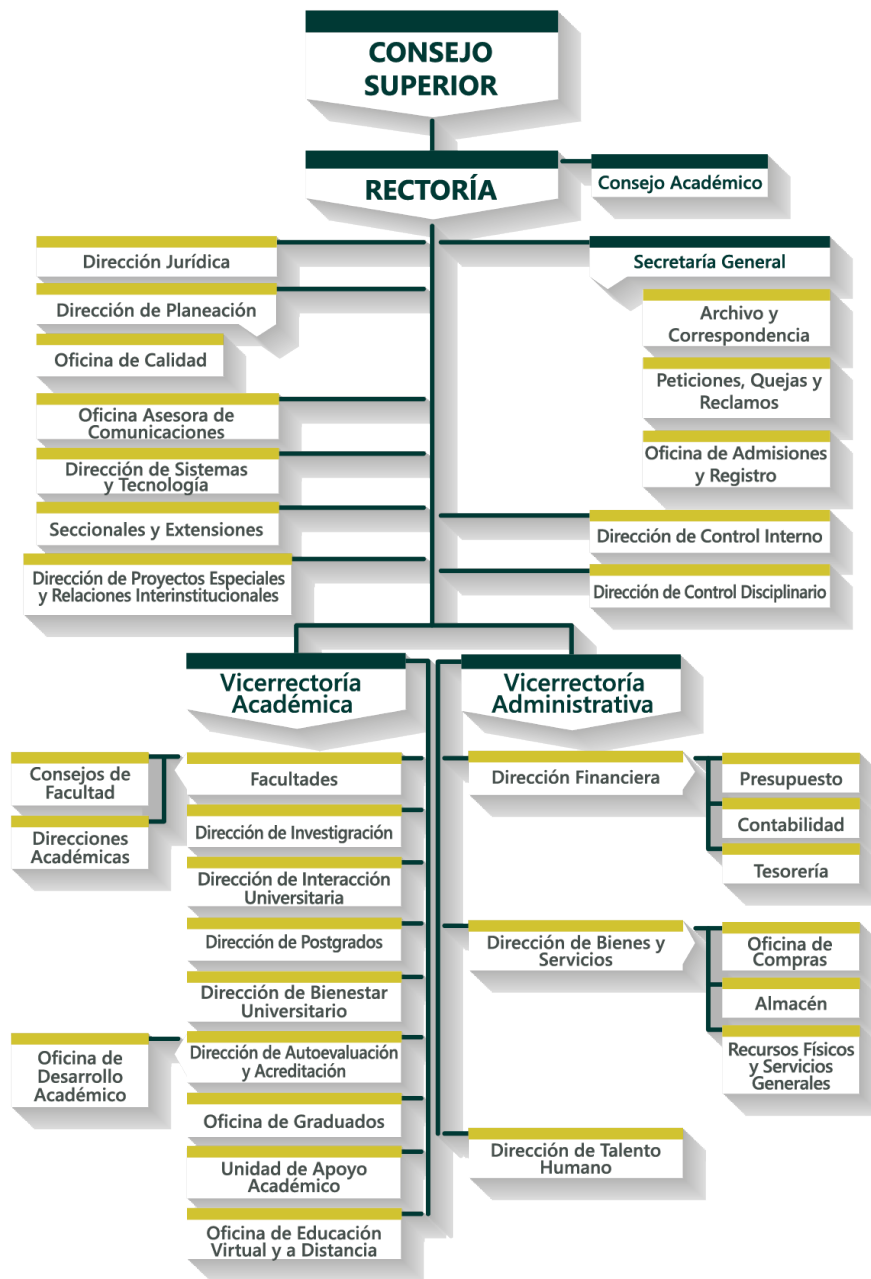 CONSEJO
SUPERIOR
RECTORÍA
Consejo Académico
Dirección Jurídica
Dirección de Planeación
Oficina de Calidad
Oficina Asesora de
Comunicaciones
Dirección de Sistemas
y Tecnología
Seccionales y Extensiones
Dirección de Proyectos Especiales
y Relaciones Interinstitucionales
Secretaría General
Archivo y
Correspondencia
Peticiones, Quejas y
Reclamos
Oficina de Admisiones
y Registro
Dirección de Control Interno
Dirección de Control Disciplinario
Vicerrectoría
Académica
Vicerrectoría
Administrativa
Consejos de
Facultad
Direcciones
Académicas
Oficina de
Desarrollo
Académico
Facultades
Dirección de Investigración
Dirección de Interacción
Universitaria
Dirección de Postgrados
Dirección de Bienestar
Universitario
Dirección de Autoevaluación
y Acreditación
Oficina de Graduados
Unidad de Apoyo
Académico
Oficina de Educación
Virtual y a Distancia
Dirección Financiera
Presupuesto
Contabilidad
Tesorería
Dirección de Bienes y
Servicios
Oficina de
Compras
Almacén
Recursos Físicos
y Servicios
Generales
Dirección de Talento
Humano